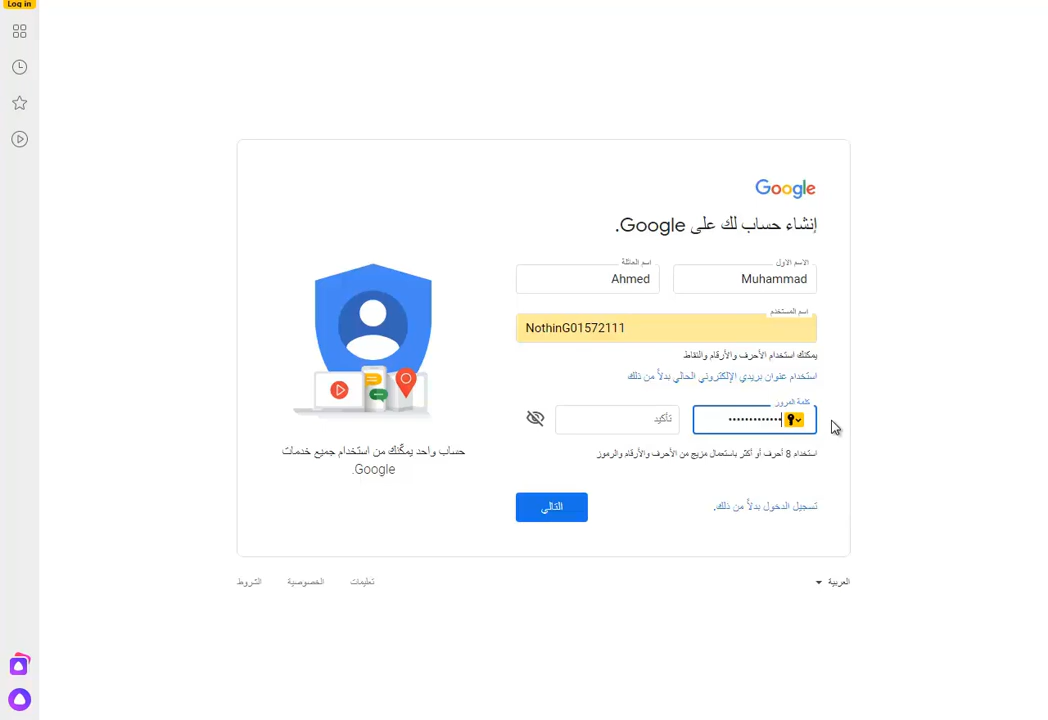 Log in
Google
إنشاء حساب لك على Google.
الاسم الأول
اسم العائلة
Muhammad
Ahmed
اسم المستخدم
NothinG01572111
يمكنك استخدام الأحرف والأرقام والنقاط
استخدام عنوان بريدي الإلكتروني الحالي بدلاً من ذلك
كلمة المرور
•••••••••••••
تأكيد
استخدام 8 أحرف أو أكثر باستعمال مزيج من الأحرف والأرقام والرموز
حساب واحد يمكّنك من استخدام جميع خدمات
Google.
تسجيل الدخول بدلاً من ذلك.
التالي
العربية
تعليمات
الخصوصية
الشروط